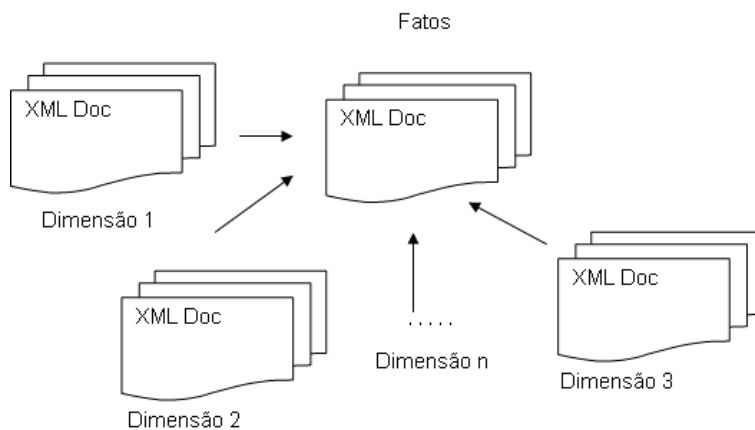 Fatos
XML Doc
XML Doc
Dimensão 1
XML Doc
XML Doc
.....
Dimensão n
Dimensão 3
Dimensão 2